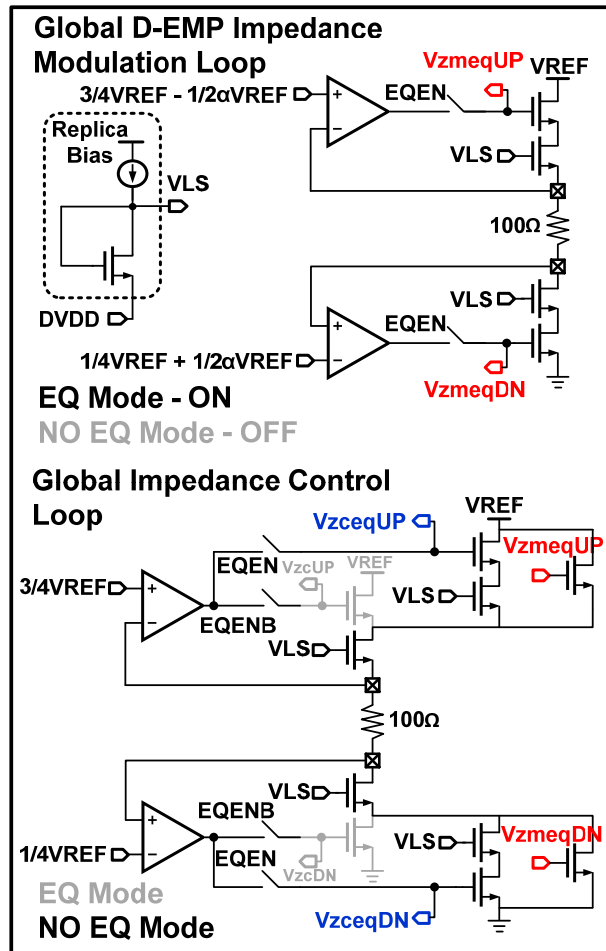 Global D-EMP Impedance
Modulation Loop
VzmeqUP
VREF
3/4VREF - 1/2αVREF
+
-
EQEN
Replica
Bias
VLS
VLS
100Ω
DVDD
VLS
EQEN
+
-
1/4VREF + 1/2αVREF
VzmeqDN
EQ Mode - ON
NO EQ Mode - OFF
Global Impedance Control
Loop
VREF
VzceqUP
VzmeqUP
EQEN
VzcUP
VREF
3/4VREF
+
-
VLS
EQENB
VLS
100Ω
VLS
EQENB
VzmeqDN
+
-
VLS
1/4VREF
EQEN
VzcDN
EQ Mode
NO EQ Mode
VzceqDN